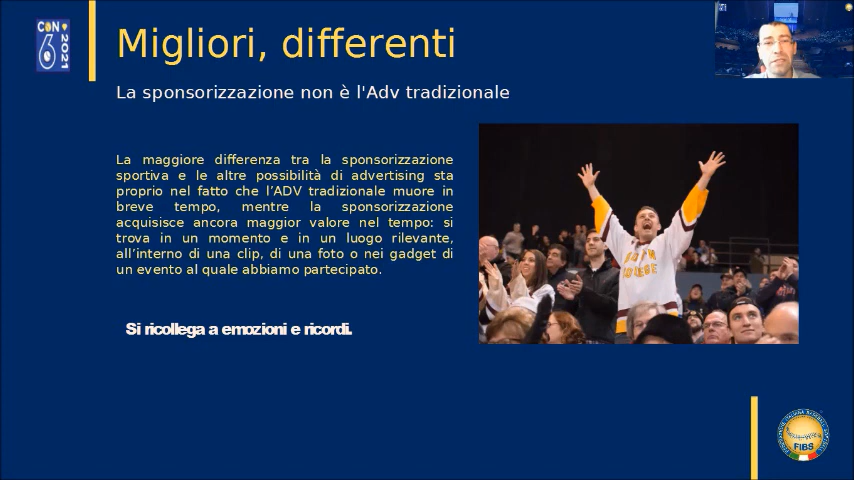 CON
6
2021
Migliori, differenti
La sponsorizzazione non è l'Adv tradizionale
La maggiore differenza tra la sponsorizzazione
sportiva e le altre possibilità di advertising sta
proprio nel fatto che l’ADV tradizionale muore in
breve tempo, mentre la sponsorizzazione
acquisisce ancora maggior valore nel tempo: si
trova in un momento e in un luogo rilevante,
all’interno di una clip, di una foto o nei gadget di
un evento al quale abbiamo partecipato.
Si ricollega a emozioni e ricordi.
FIBS